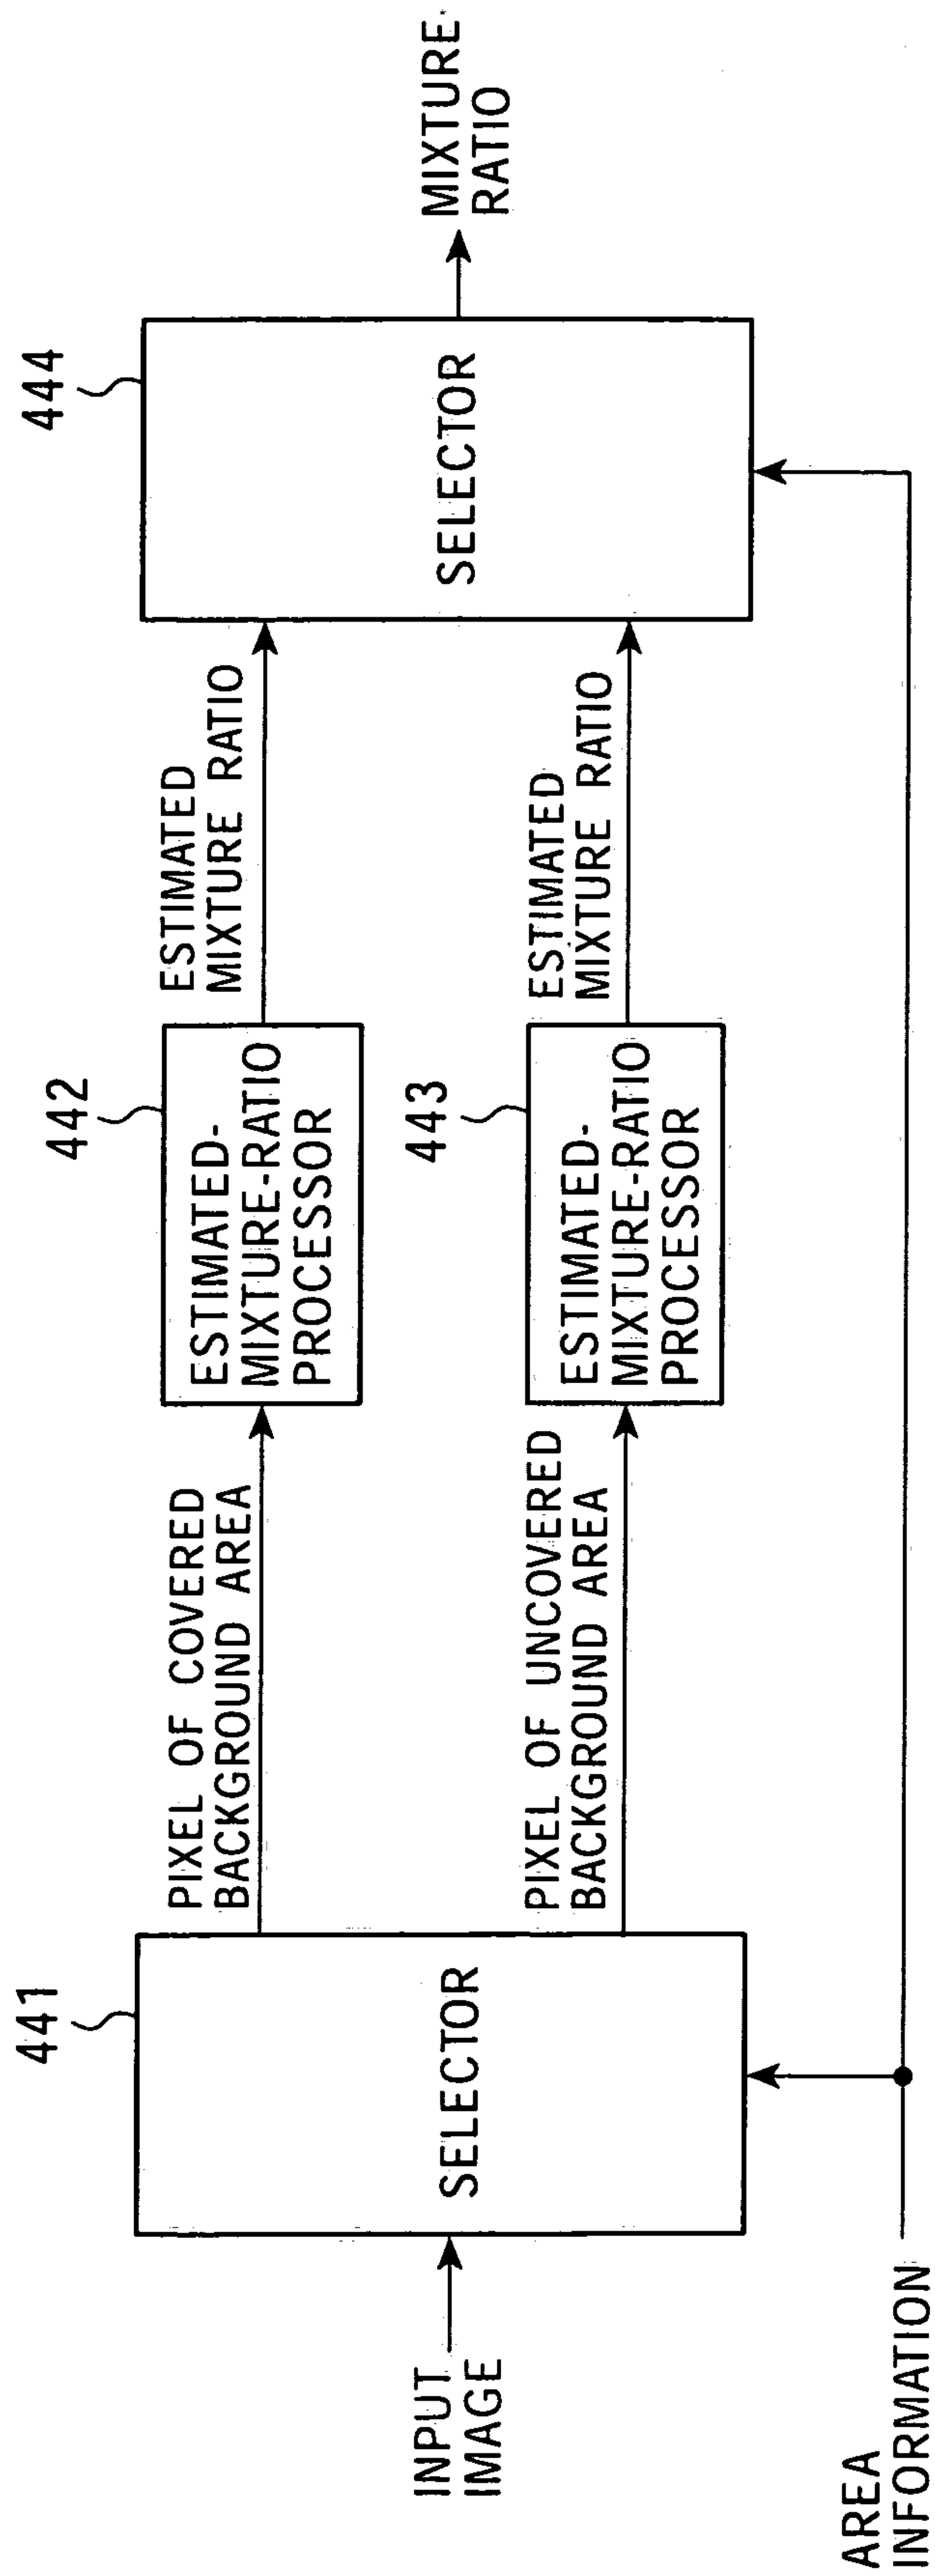 INPUT
IMAGE
AREA
INFORMATION
441
SELECTOR
PIXEL OF COVERED
BACKGROUND AREA
PIXEL OF UNCOVERED
BACKGROUND AREA
442
ESTIMATED-
MIXTURE-RATIO
PROCESSOR
443
ESTIMATED-
MIXTURE-RATIO
PROCESSOR
ESTIMATED
MIXTURE RATIO
ESTIMATED
MIXTURE RATIO
444
SELECTOR
MIXTURE
RATIO